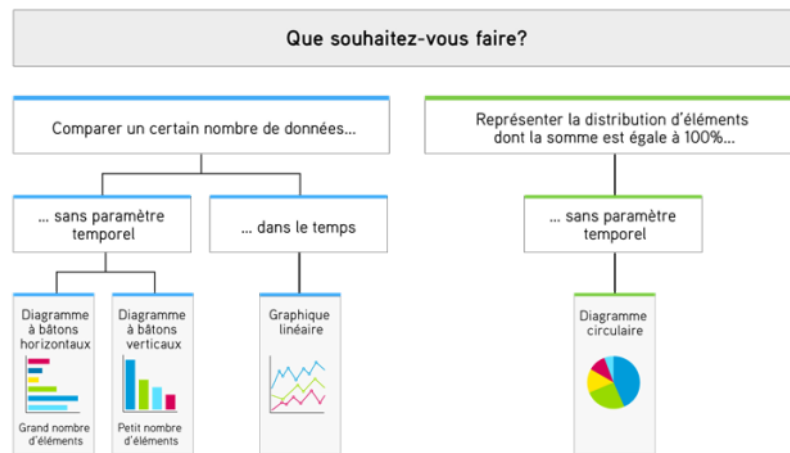 Que souhaitez-vous faire?
Comparer un certain nombre de données...
Représenter la distribution d'éléments
dont la somme est égale à 100%...
... sans paramètre
temporel
... dans le temps
... sans paramètre
temporel
Diagramme
à bâtons
horizontaux
Grand nombre
d'éléments
Diagramme
à bâtons
verticaux
Petit nombre
d'éléments
Graphique
linéaire
Diagramme
circulaire